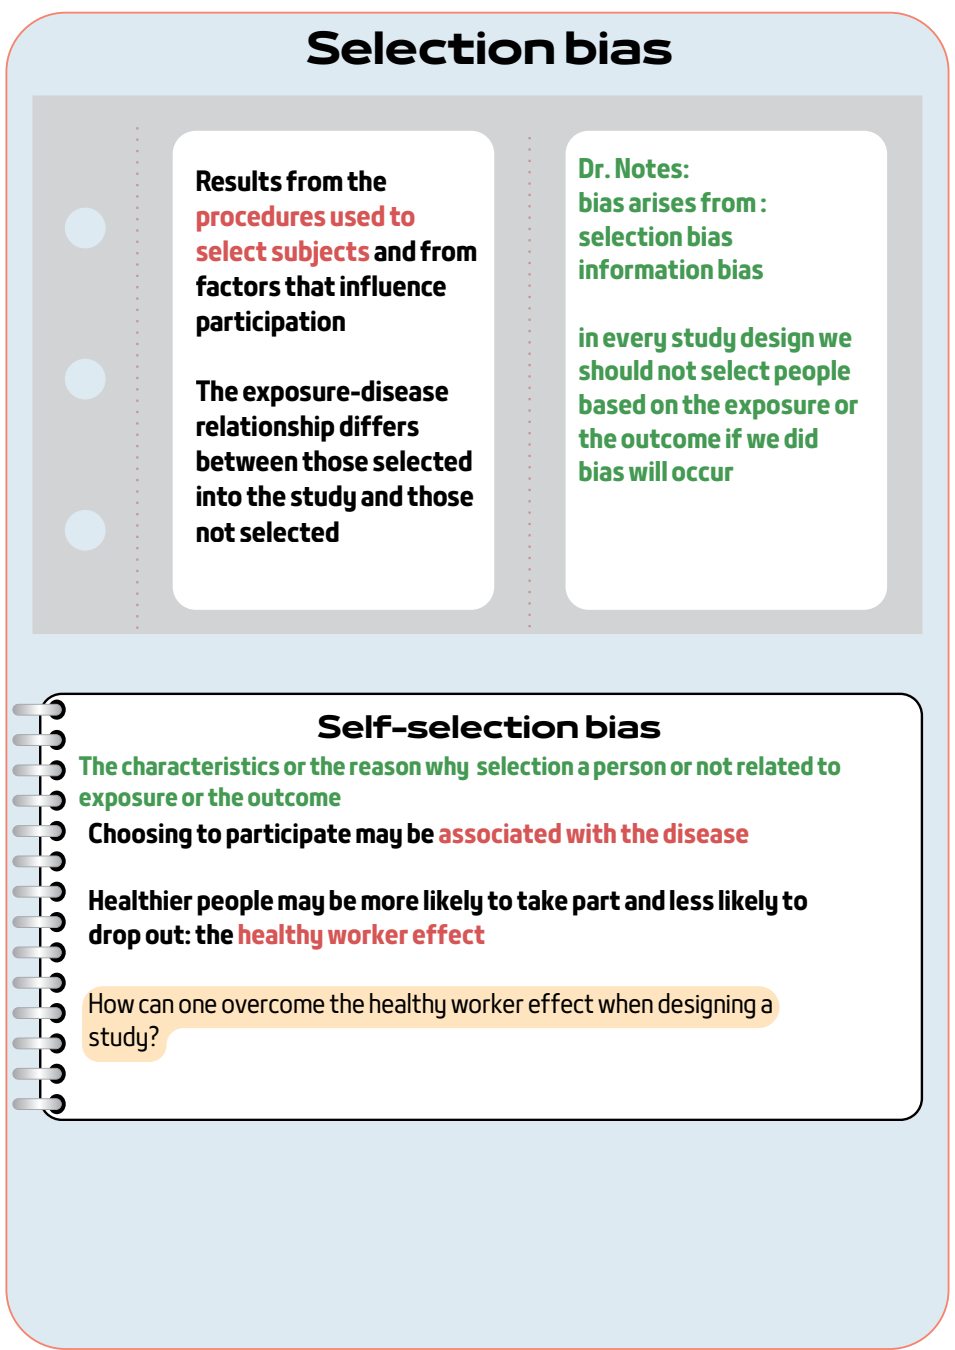 Selection bias
Results from the
procedures used to
select subjects and from
factors that influence
participation
The exposure-disease
relationship differs
between those selected
into the study and those
not selected
Dr. Notes:
bias arises from :
selection bias
information bias
in every study design we
should not select people
based on the exposure or
the outcome if we did
bias will occur
Self-selection bias
The characteristics or the reason why selection a person or not related to
exposure or the outcome
Choosing to participate may be associated with the disease
Healthier people may be more likely to take part and less likely to
drop out: the healthy worker effect
How can one overcome the healthy worker effect when designing a
study?